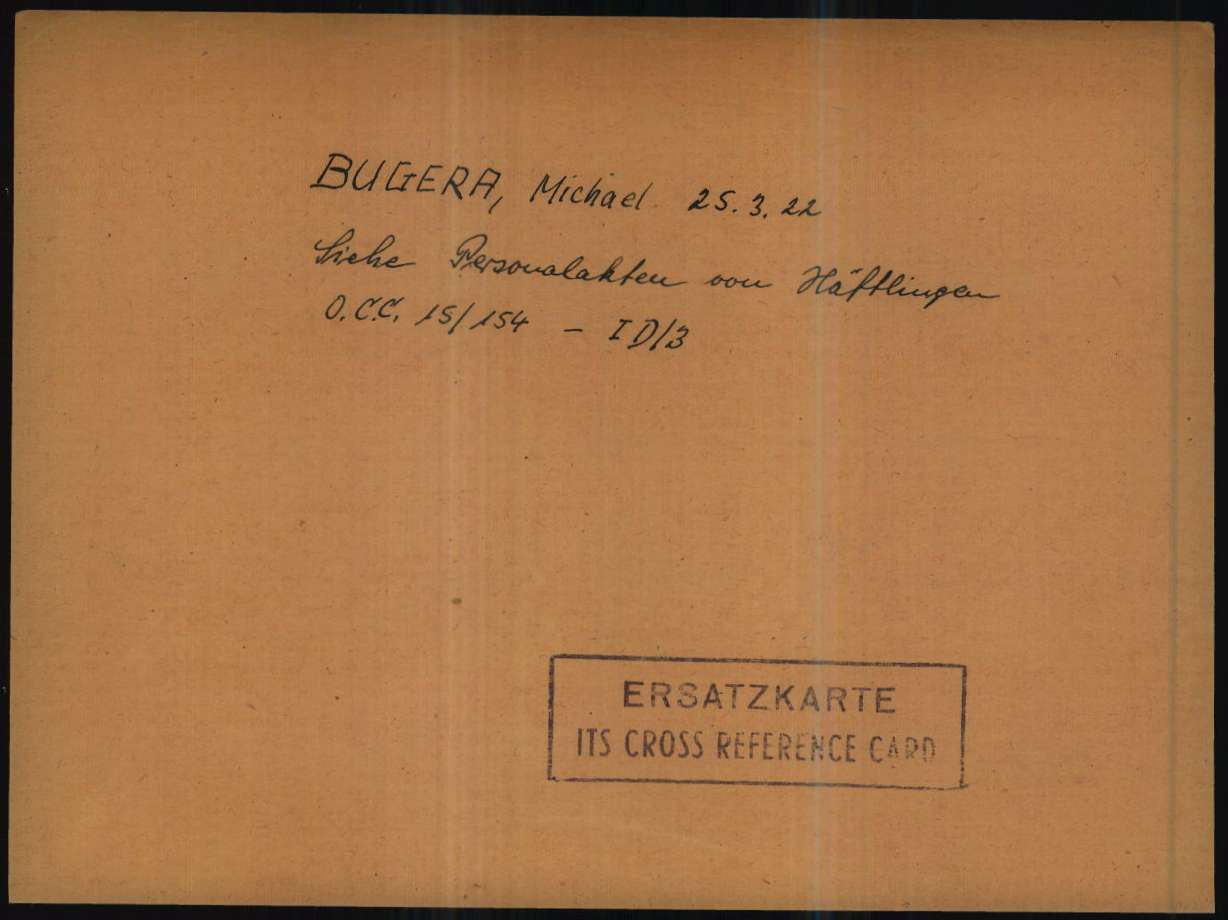 BUGERA, Michael 25.3.22
Siehe Personalakten von Häftlingen
O.C.C. 15/154 – ID/3
ERSATZKARTE
ITS CROSS REFERENCE CARD